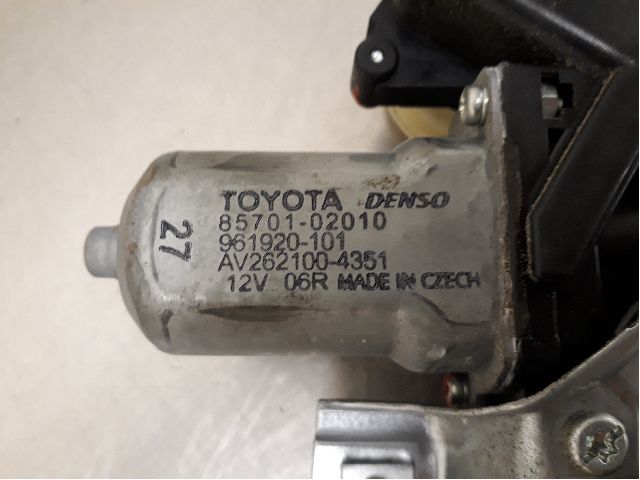 TOYOTA DENSO
85701-02010
961920-101
AV262100-4351
12V 06R MADE IN CZECH
27